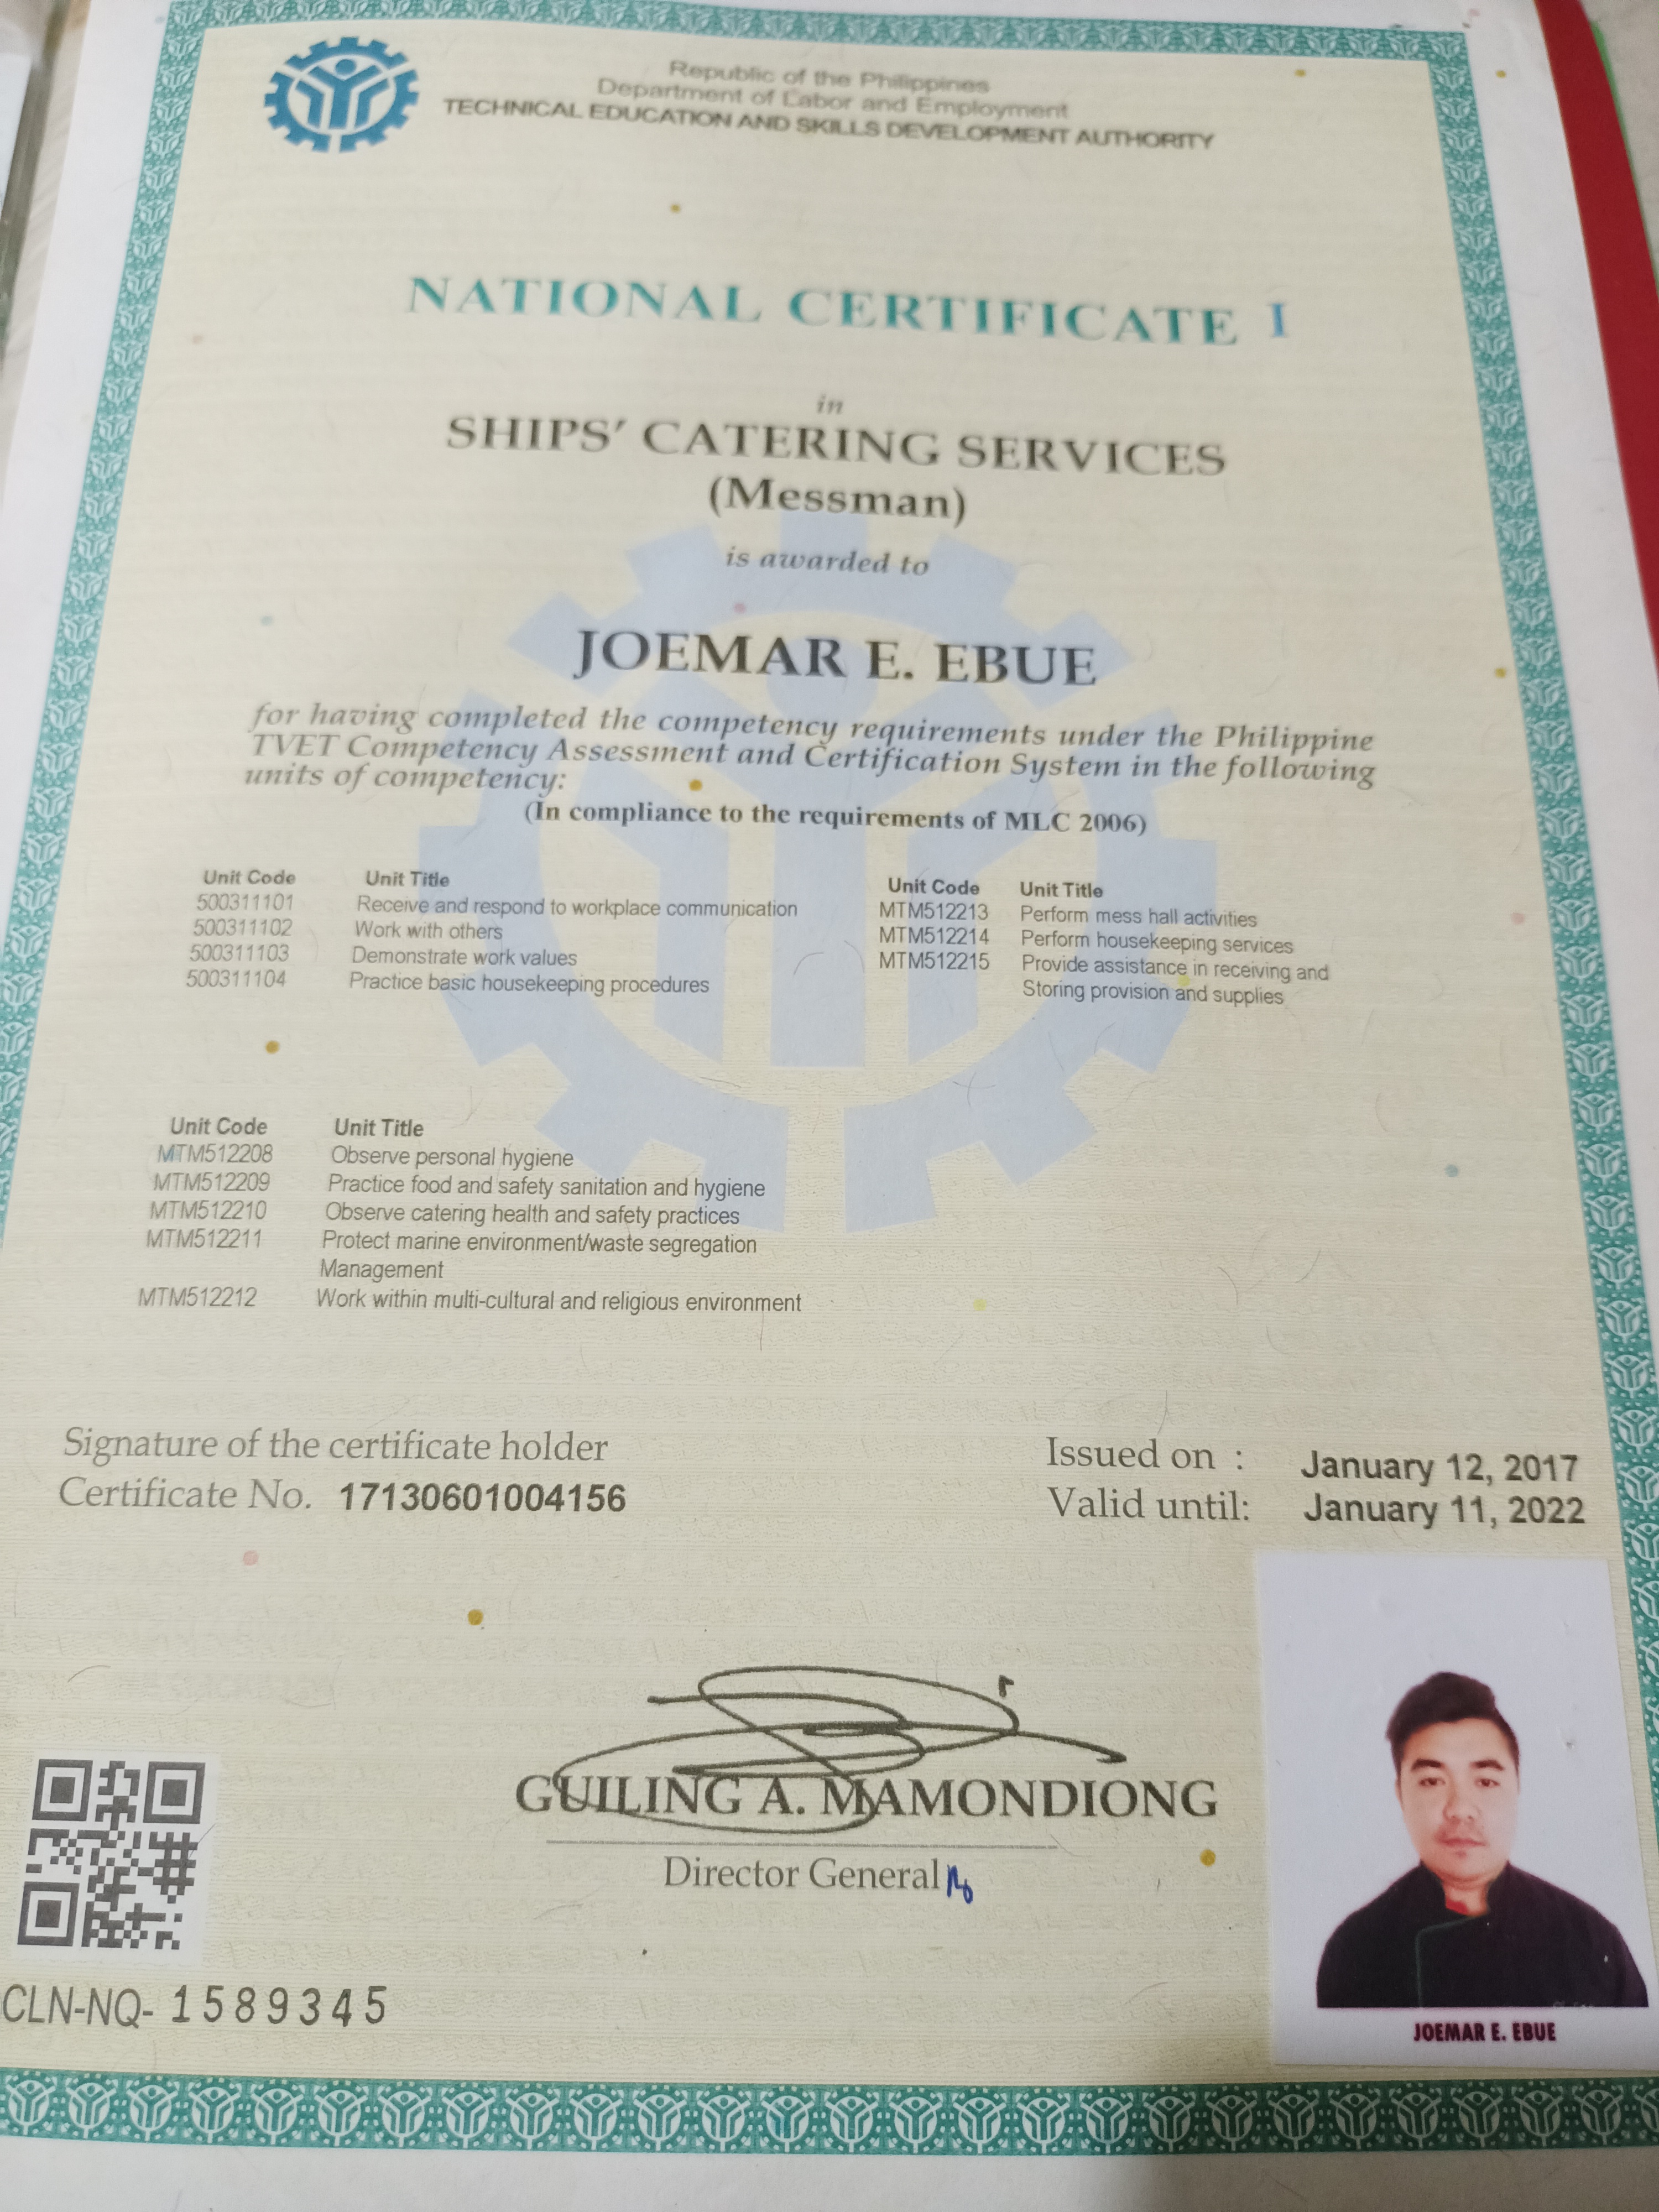 Republic of the Philippines
Department of Labor and Employment
TECHNICAL EDUCATION AND SKILLS DEVELOPMENT AUTHORITY
NATIONAL CERTIFICATE I
in
SHIPS' CATERING SERVICES
(Messman)
is awarded to
JOEMAR E. EBUE
for having completed the competency requirements under the Philippine
TVET Competency Assessment and Certification System in the following
units of competency:
(In compliance to the requirements of MLC 2006)
Unit Code Unit Title
500311101 Receive and respond to workplace communication
500311102 Work with others
500311103 Demonstrate work values
500311104 Practice basic housekeeping procedures
Unit Code Unit Title
MTM512213 Perform mess hall activities
MTM512214 Perform housekeeping services
MTM512215 Provide assistance in receiving and
Storing provision and supplies
Unit Code Unit Title
MTM512208 Observe personal hygiene
MTM512209 Practice food and safety sanitation and hygiene
MTM512210 Observe catering health and safety practices
MTM512211 Protect marine environment/waste segregation
Management
MTM512212 Work within multi-cultural and religious environment
Signature of the certificate holder
Certificate No. 17130601004156
Issued on : January 12, 2017
Valid until: January 11, 2022
GUILING A. MAMONDIONG
Director General
CLN-NQ- 1589345
JOEMAR E. EBUE